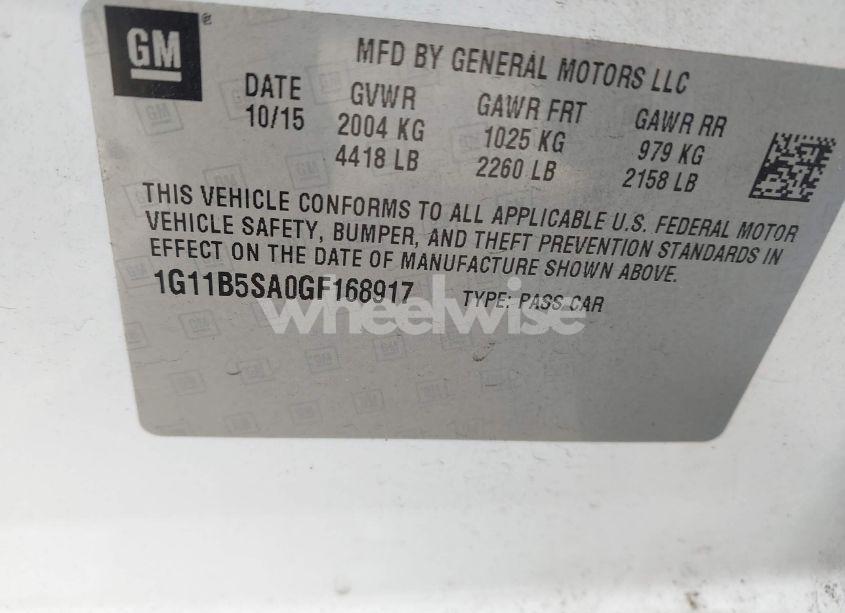 GM
MFD BY GENERAL MOTORS LLC
DATE GVWR GAWR FRT GAWR RR
10/15 2004 KG 1025 KG 979 KG
4418 LB 2260 LB 2158 LB
THIS VEHICLE CONFORMS TO ALL APPLICABLE U.S. FEDERAL MOTOR
VEHICLE SAFETY, BUMPER, AND THEFT PREVENTION STANDARDS IN
EFFECT ON THE DATE OF MANUFACTURE SHOWN ABOVE.
1G11B5SA0GF168917 TYPE: PASS CAR
wheelwise